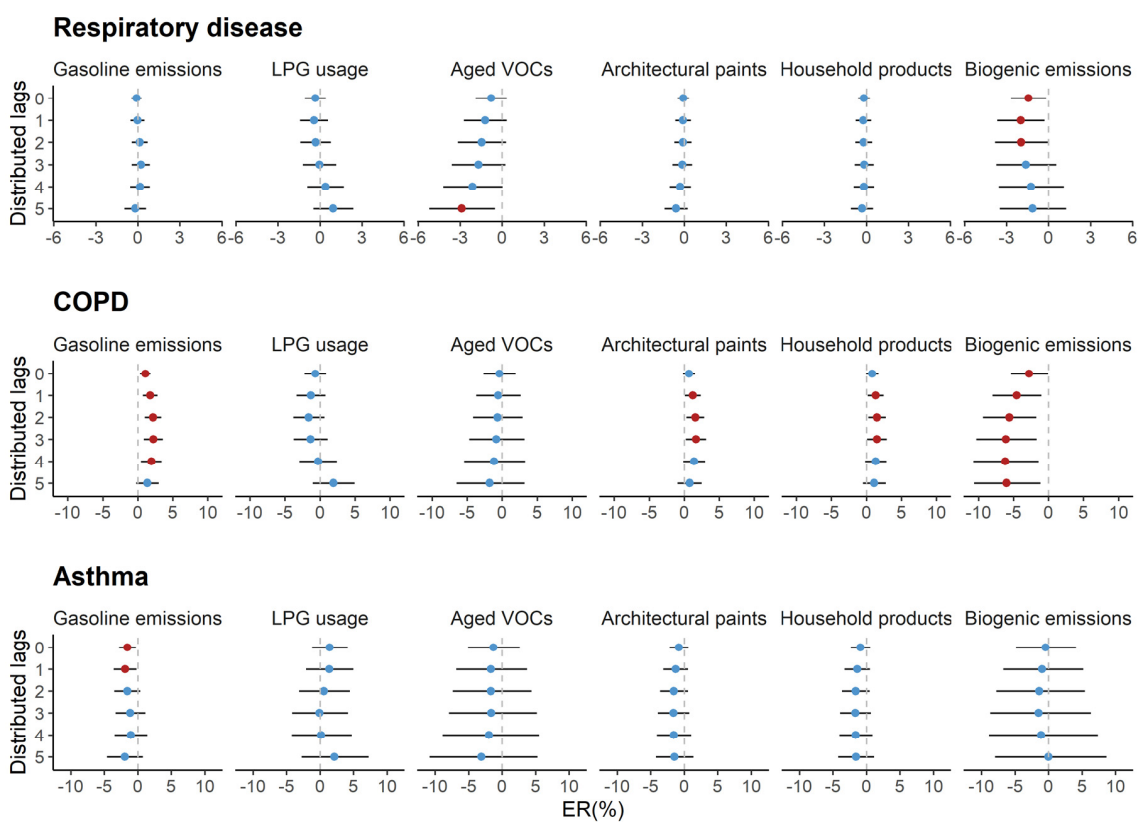 Respiratory disease
Gasoline emissions LPG usage Aged VOCs Architectural paints Household products Biogenic emissions
Distributed lags
0
1
2
3
4
5
-6 -3 0 3 6 -6 -3 0 3 6 -6 -3 0 3 6 -6 -3 0 3 6 -6 -3 0 3 6 -6 -3 0 3 6
COPD
Gasoline emissions LPG usage Aged VOCs Architectural paints Household products Biogenic emissions
Distributed lags
0
1
2
3
4
5
-10 -5 0 5 10 -10 -5 0 5 10 -10 -5 0 5 10 -10 -5 0 5 10 -10 -5 0 5 10 -10 -5 0 5 10
Asthma
Gasoline emissions LPG usage Aged VOCs Architectural paints Household products Biogenic emissions
Distributed lags
0
1
2
3
4
5
-10 -5 0 5 10 -10 -5 0 5 10 -10 -5 0 5 10 -10 -5 0 5 10 -10 -5 0 5 10 -10 -5 0 5 10
ER(%)